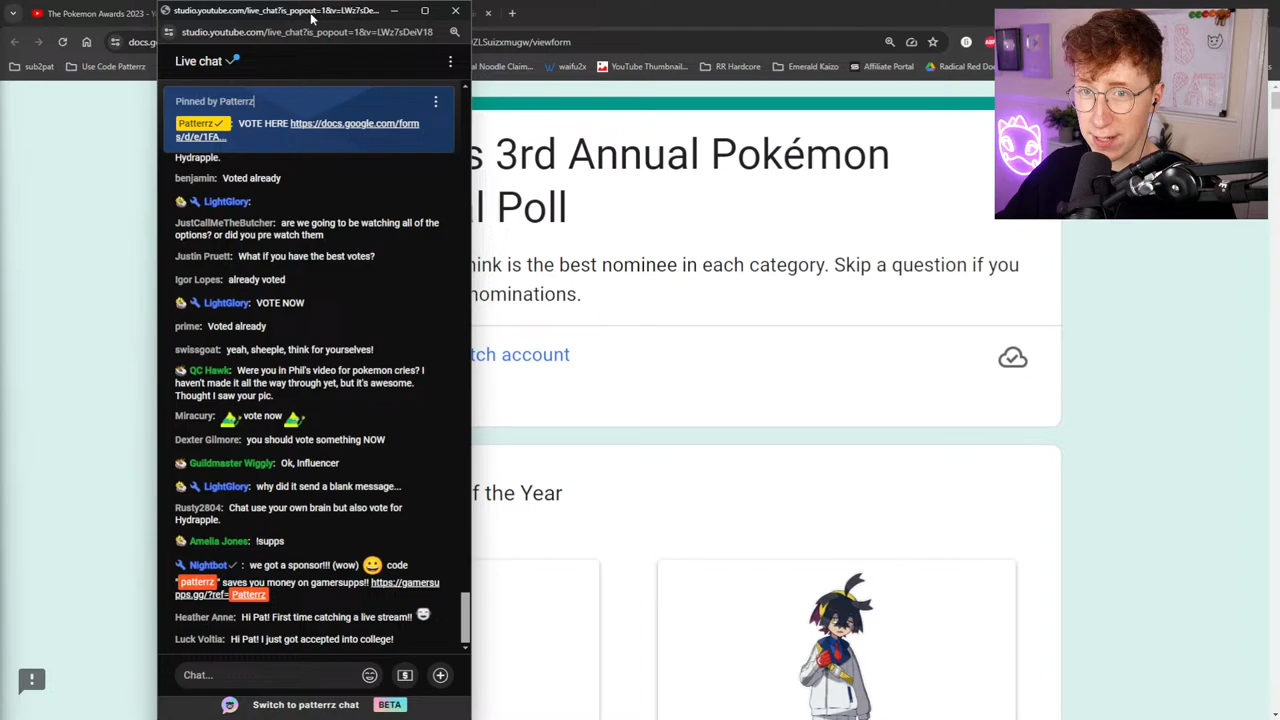 The Pokemon Awards 2023 -
studio.youtube.com/live_chat?is_popout=1&v=LWz7sDe...
studio.youtube.com/live_chat?is_popout=1&v=LWz7sDeiV18
docs.g
ZLSuizxmugw/viewform
sub2pat
Use Code Patterrz
al Noodle Claim...
waifu2x
YouTube Thumbnail...
RR Hardcore
Emerald Kaizo
Affiliate Portal
Radical Red Do
Live chat
Pinned by Patterrz
Patterrz: VOTE HERE https://docs.google.com/form
s/d/e/1FA...
Hydrapple.
benjamin: Voted already
LightGlory:
JustCallMeTheButcher: are we going to be watching all of the
options? or did you pre watch them
Justin Pruett: What if you have the best votes?
Igor Lopes: already voted
LightGlory: VOTE NOW
prime: Voted already
swissgoat: yeah, sheeple, think for yourselves!
QC Hawk: Were you in Phil's video for pokemon cries? I
haven't made it all the way through yet, but it's awesome.
Thought I saw your pic.
Miracury: vote now
Dexter Gilmore: you should vote something NOW
Guildmaster Wiggly: Ok, Influencer
LightGlory: why did it send a blank message...
Rusty2804: Chat use your own brain but also vote for
Hydrapple.
Amelia Jones: !supps
Nightbot: we got a sponsor!!! (wow) 😀 code
"patterrz" saves you money on gamersupps!! https://gamersu
pps.gg/?ref=Patterrz
Heather Anne: Hi Pat! First time catching a live stream!!
Luck Voltia: Hi Pat! I just got accepted into college!
Chat...
Switch to patterrz chat BETA
s 3rd Annual Pokémon
l Poll
hink is the best nominee in each category. Skip a question if you
nominations.
tch account
f the Year